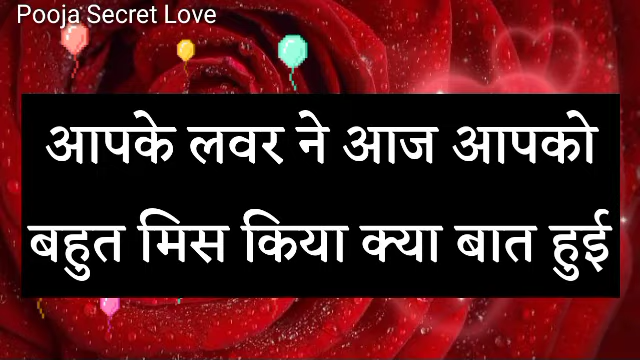 Pooja Secret Love
आपके लवर ने आज आपको
बहुत मिस किया क्या बात हुई